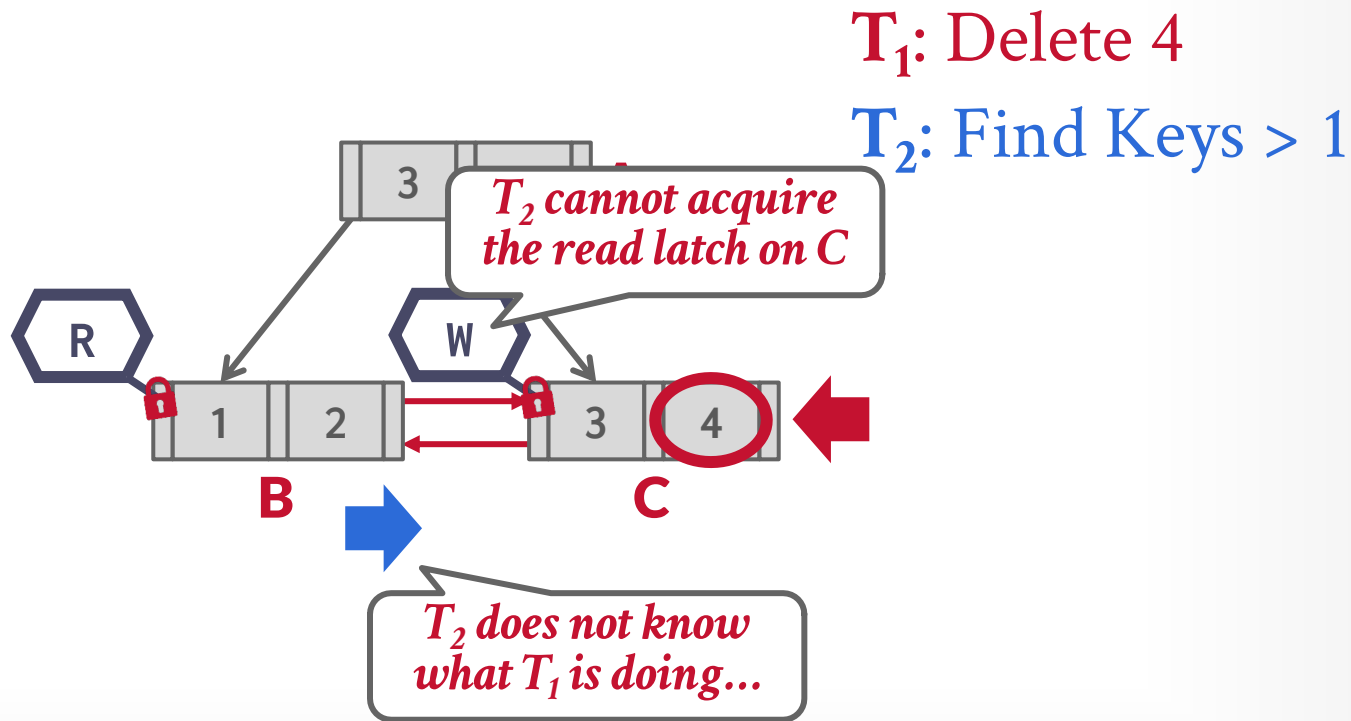 T₁: Delete 4
T₂: Find Keys > 1
3
T₂ cannot acquire
the read latch on C
R
W
1 2
3 4
B
C
T₂ does not know
what T₁ is doing...